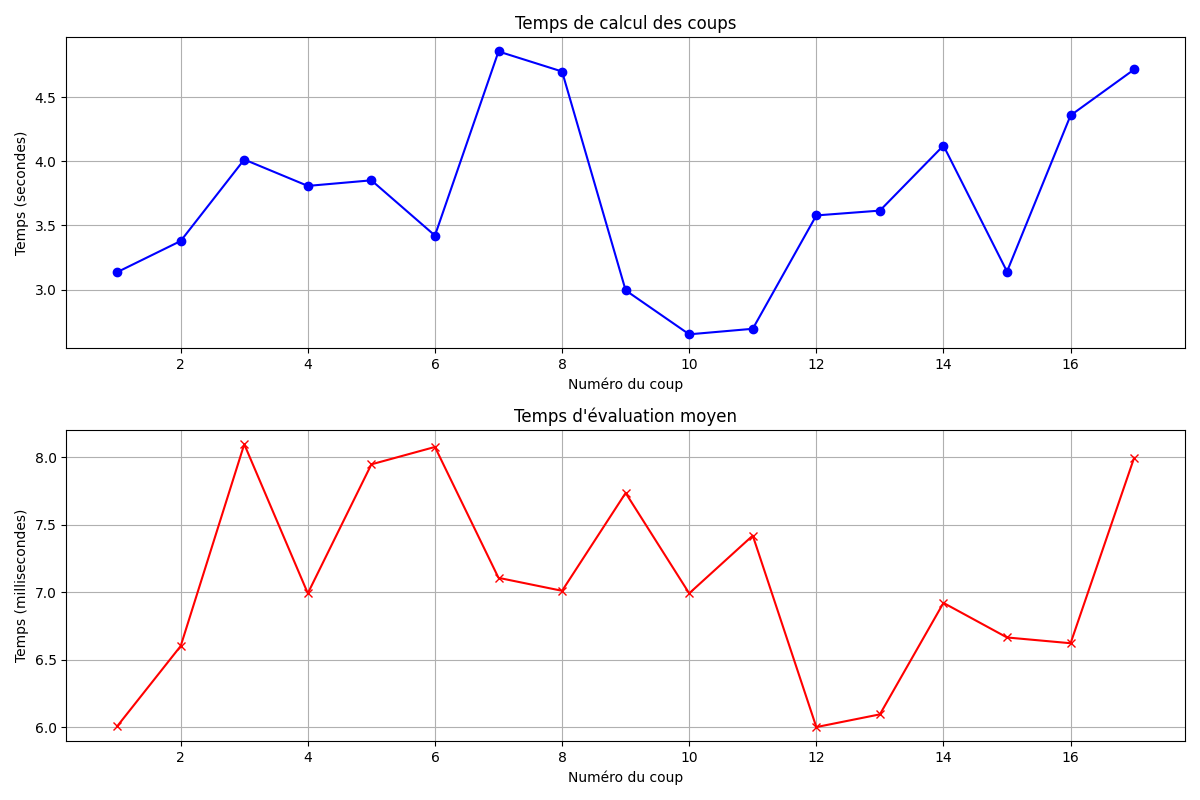 Temps de calcul des coups
4.5
4.0
3.5
3.0
Temps (secondes)
2 4 6 8 10 12 14 16
Numéro du coup
Temps d'évaluation moyen
8.0
7.5
7.0
6.5
6.0
Temps (millisecondes)
2 4 6 8 10 12 14 16
Numéro du coup